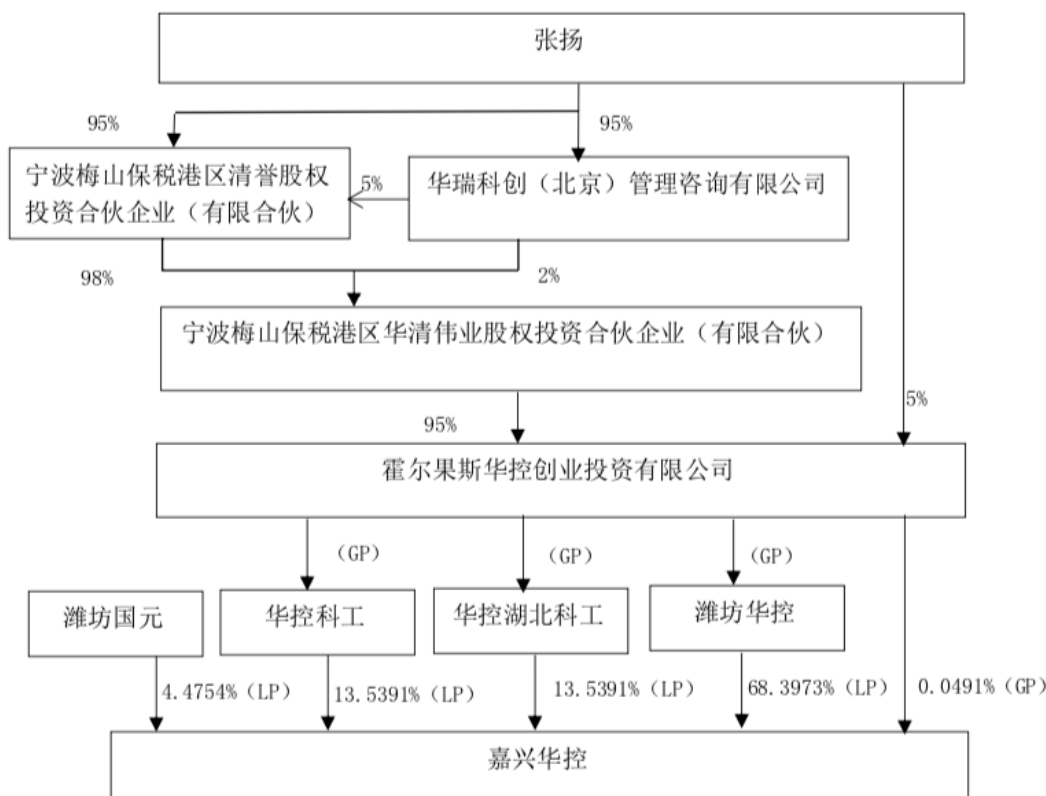 张扬
95%
95%
宁波梅山保税港区清誉股权
投资合伙企业（有限合伙）
5%
华瑞科创（北京）管理咨询有限公司
98%
2%
宁波梅山保税港区华清伟业股权投资合伙企业（有限合伙）
95%
5%
霍尔果斯华控创业投资有限公司
（GP）
（GP）
（GP）
潍坊国元
华控科工
华控湖北科工
潍坊华控
4.4754%（LP）
13.5391%（LP）
13.5391%（LP）
68.3973%（LP）
0.0491%（GP）
嘉兴华控